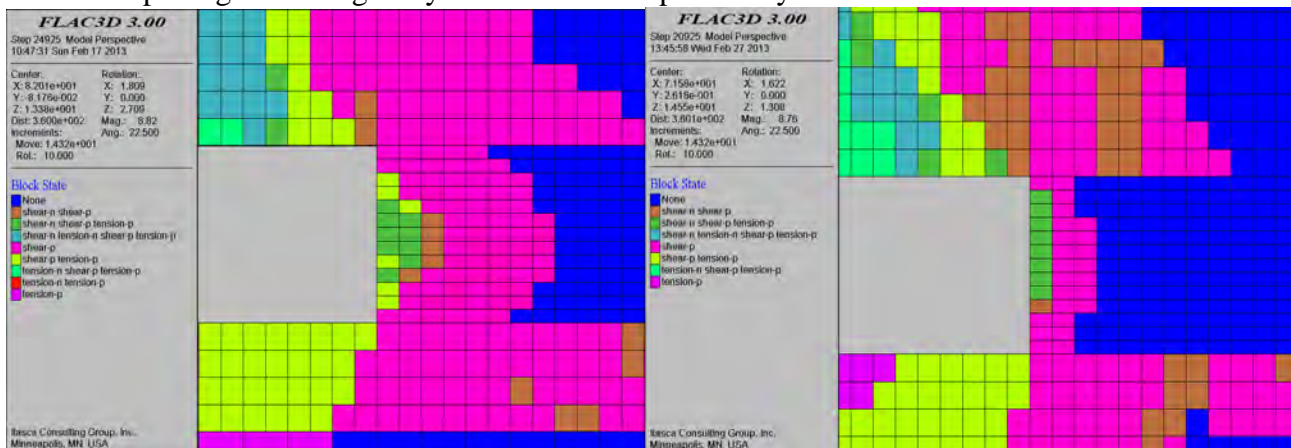 FLAC3D 3.00
Step 24925 Model Perspective
10:47:31 Sun Feb 17 2013
Center: Rotation:
X: 8.201e+001 X: 1.809
Y: -8.176e-002 Y: 0.000
Z: 1.338e+001 Z: 2.709
Dist: 3.600e+002 Mag.: 8.82
Increments: Ang.: 22.500
Move: 1.432e+001
Rot.: 10.000
Block State
None
shear-n shear-p
shear-n shear-p tension-p
shear-n tension-n shear-p tension-p
shear-p
shear-p tension-p
tension-n shear-p tension-p
tension-n tension-p
tension-p
Itasca Consulting Group, Inc.
Minneapolis, MN USA
FLAC3D 3.00
Step 20925 Model Perspective
13:45:58 Wed Feb 27 2013
Center: Rotation:
X: 7.158e+001 X: 1.622
Y: 2.618e-001 Y: 0.000
Z: 1.455e+001 Z: 1.308
Dist: 3.601e+002 Mag.: 8.76
Increments: Ang.: 22.500
Move: 1.432e+001
Rot.: 10.000
Block State
None
shear-n shear-p
shear-n shear-p tension-p
shear-n tension-n shear-p tension-p
shear-p
shear-p tension-p
tension-n shear-p tension-p
tension-p
Itasca Consulting Group, Inc.
Minneapolis, MN USA